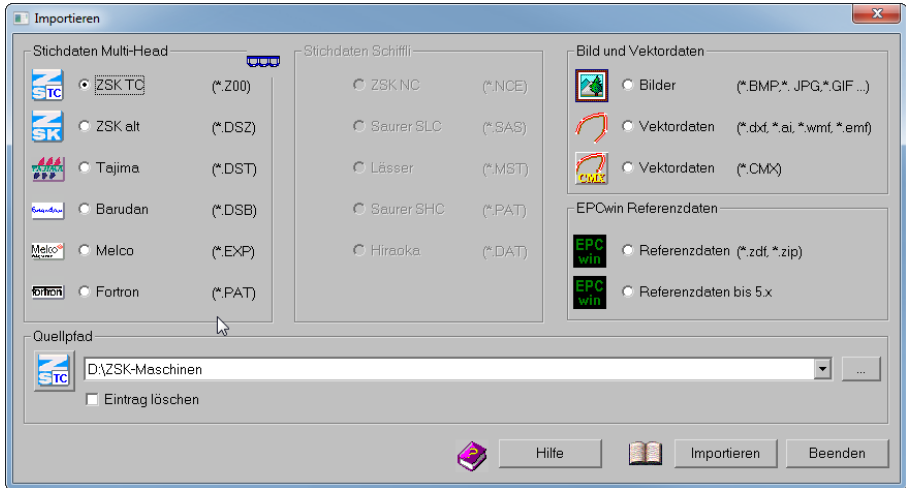 Importieren
Stichdaten Multi-Head
ZSK TC (*.Z00)
ZSK alt (*.DSZ)
Tajima (*.DST)
Barudan (*.DSB)
Melco (*.EXP)
Fortron (*.PAT)
Stichdaten Schiffli
ZSK NC (*.NCE)
Saurer SLC (*.SAS)
Lässer (*.MST)
Saurer SHC (*.PAT)
Hiraoka (*.DAT)
Bild und Vektordaten
Bilder (*.BMP,*. JPG,*.GIF ...)
Vektordaten (*.dxf, *.ai, *.wmf, *.emf)
CMX Vektordaten (*.CMX)
EPCwin Referenzdaten
EPC
win
Referenzdaten (*.zdf, *.zip)
EPC
win
Referenzdaten bis 5.x
Quellpfad
ZSK TC
D:\ZSK-Maschinen
...
Eintrag löschen
Hilfe
Importieren
Beenden